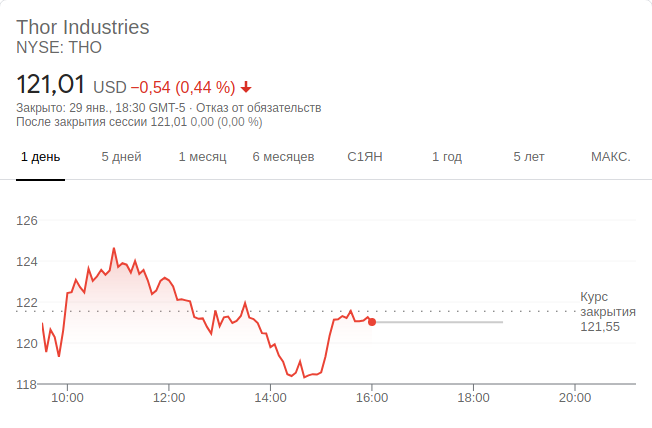 Thor Industries
NYSE: THO
121,01 USD −0,54 (0,44 %)
Закрыто: 29 янв., 18:30 GMT-5 · Отказ от обязательств
После закрытия сессии 121,01 0,00 (0,00 %)
1 день 5 дней 1 месяц 6 месяцев С1ЯН 1 год 5 лет МАКС.
126
124
122
120
118
Курс
закрытия
121,55
10:00 12:00 14:00 16:00 18:00 20:00